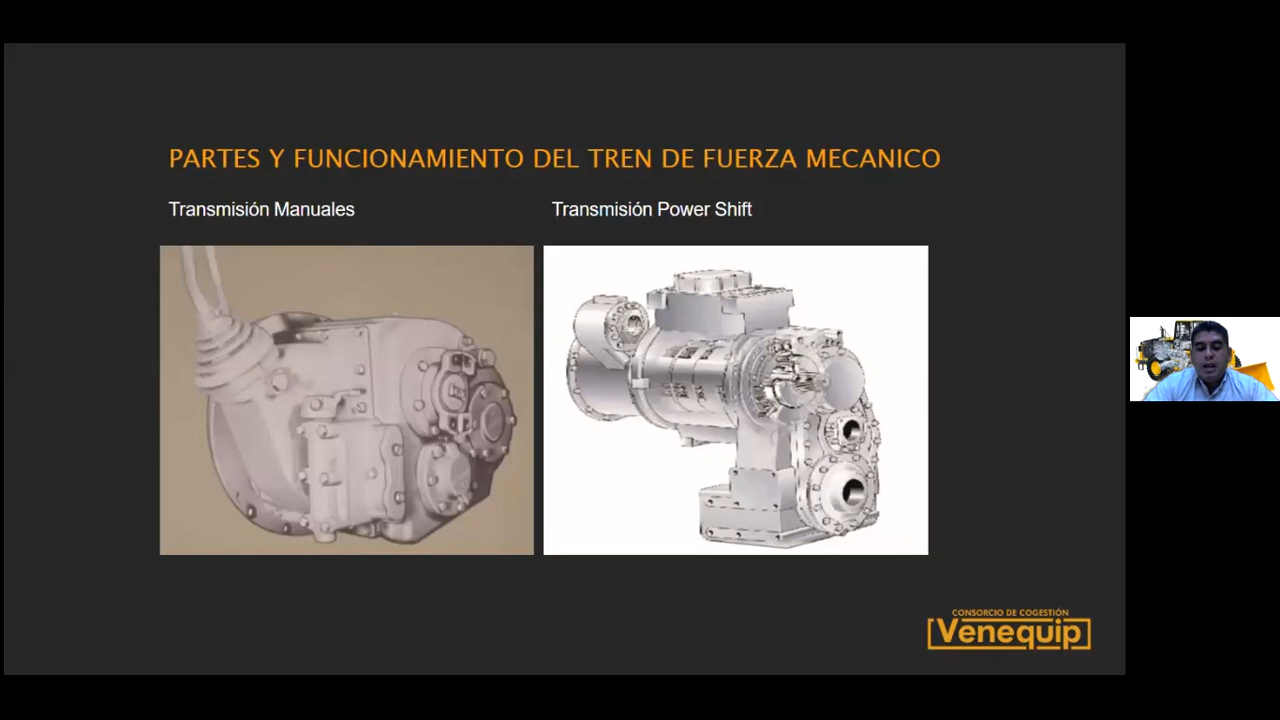 PARTES Y FUNCIONAMIENTO DEL TREN DE FUERZA MECANICO
Transmisión Manuales
Transmisión Power Shift
CONSORCIO DE COGESTIÓN
Venequip